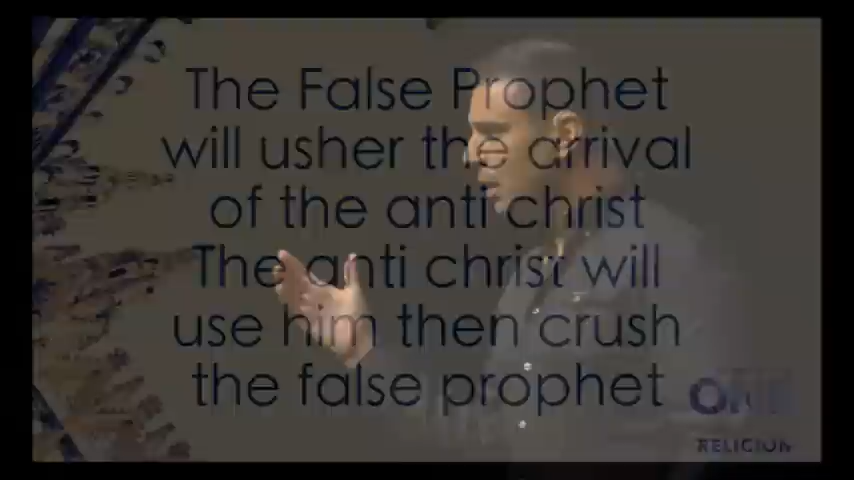 The False Prophet
will usher the arrival
of the anti christ
The anti christ will
use him then crush
the false prophet
ONE
RELIGION